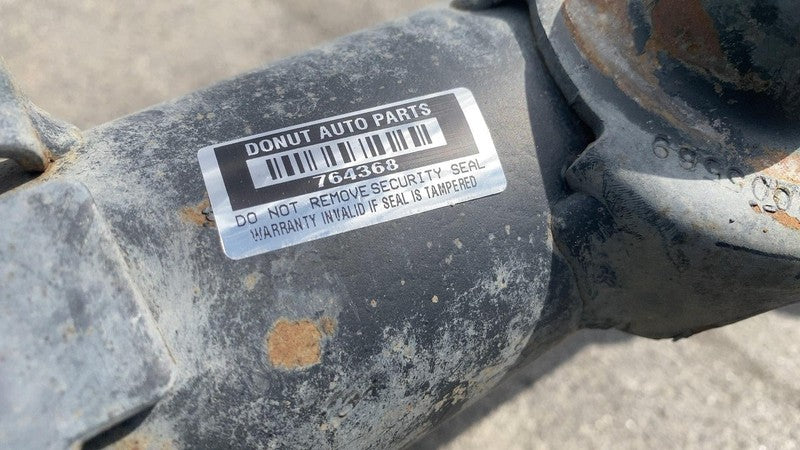 DONUT AUTO PARTS
764368
DO NOT REMOVE SECURITY SEAL
WARRANTY INVALID IF SEAL IS TAMPERED